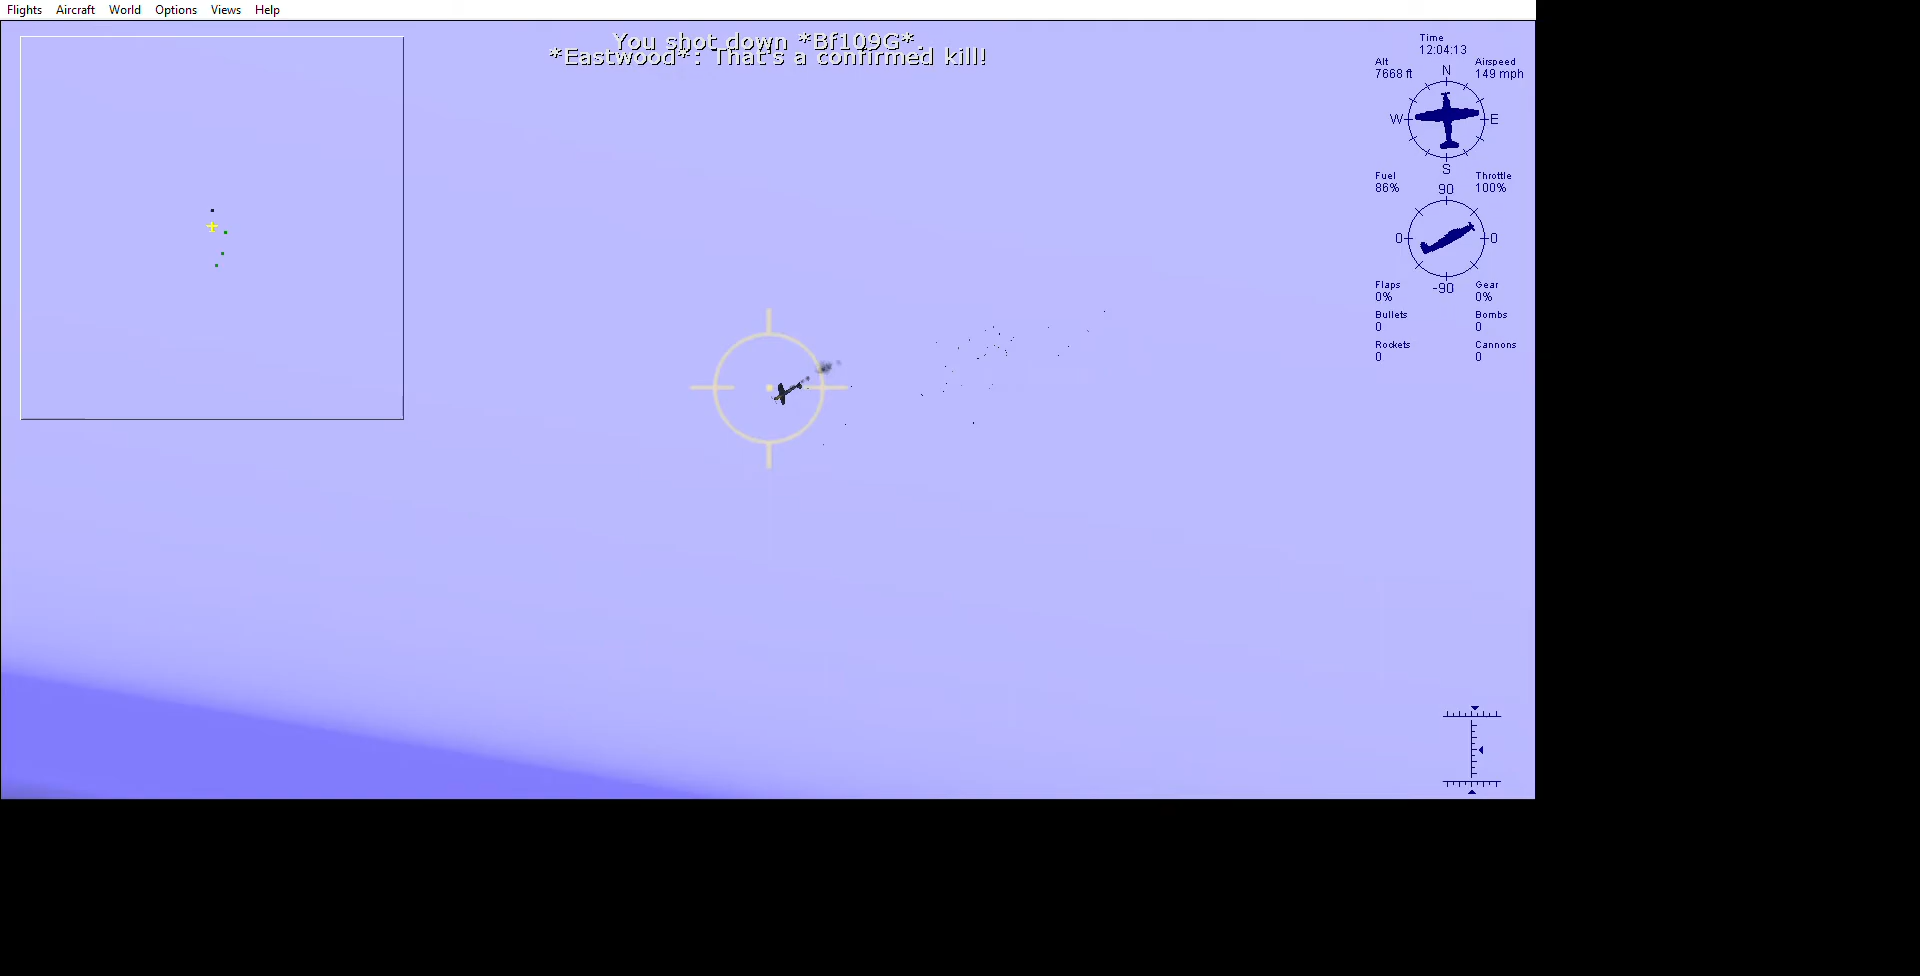 Flights Aircraft World Options Views Help
You shot down *Bf109G*.
*Eastwood*: That's a confirmed kill!
Time
12:04:13
Alt Airspeed
7668 ft 149 mph
N
W E
S
Fuel Throttle
86% 100%
90
0 0
-90
Flaps Gear
0% 0%
Bullets Bombs
0 0
Rockets Cannons
0 0